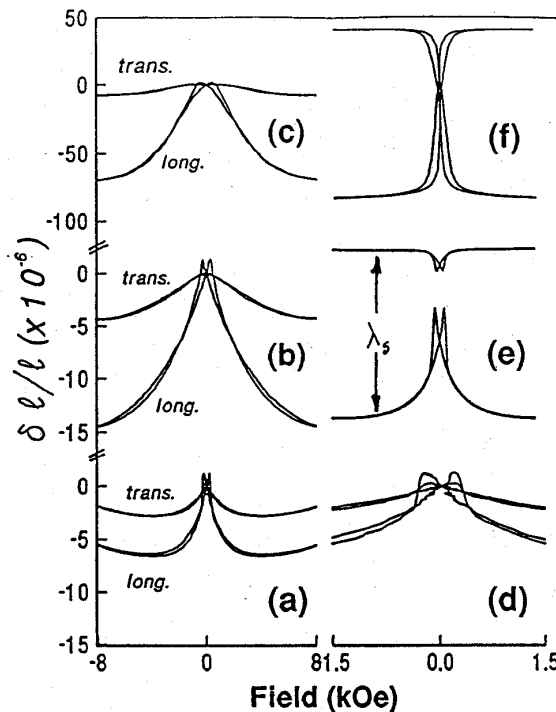 50
0
-50
-100
0
-5
-10
-15
0
-5
-10
-15
δ ℓ/ℓ (x 10⁻⁶)
trans.
(c)
long.
(f)
trans.
(b)
long.
λs
(e)
trans.
(a)
long.
(d)
-8 0 81.5 0.0 1.5
Field (kOe)